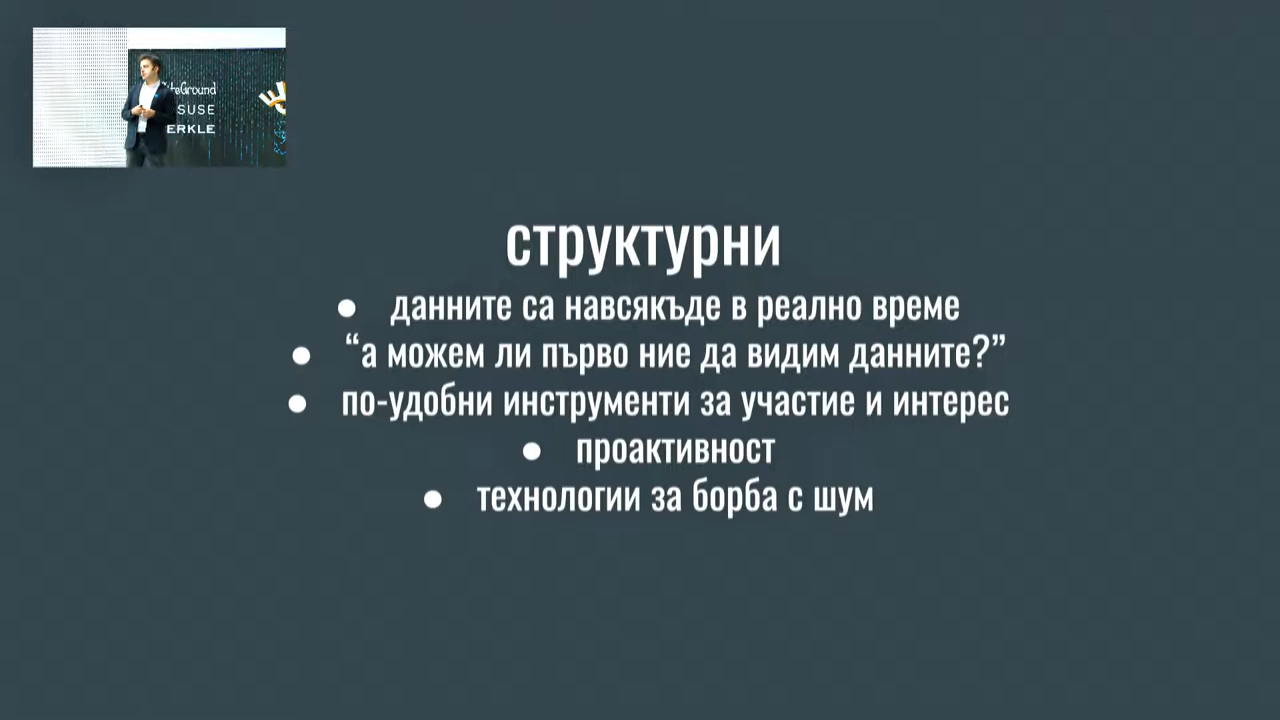 SUSE
ERKLE
структурни
● данните са навсякъде в реално време
● “а можем ли първо ние да видим данните?”
● по-удобни инструменти за участие и интерес
● проактивност
● технологии за борба с шум